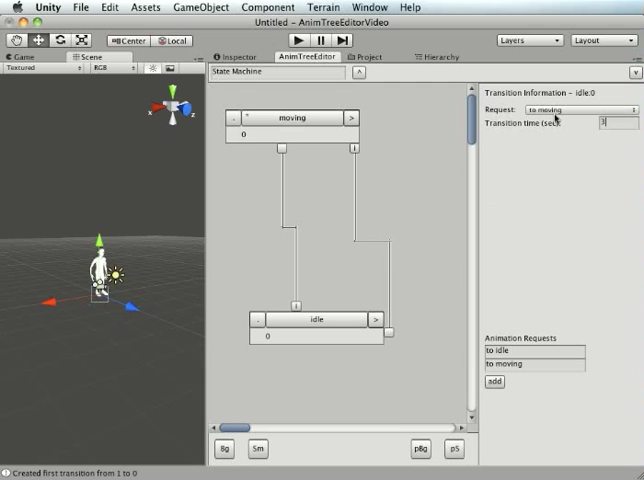 Unity File Edit Assets GameObject Component Terrain Window Help
Untitled - AnimTreeEditorVideo
Center Local Layers Layout
Game Scene Inspector AnimTreeEditor Project Hierarchy
Textured RGB State Machine ^ v
x z
Transition Information - idle:0
Request: to moving
Transition time (sec): 3
. * moving >
0
i
i
. idle >
0
Animation Requests
to idle
to moving
add
Bg Sm pBg pS
Created first transition from 1 to 0